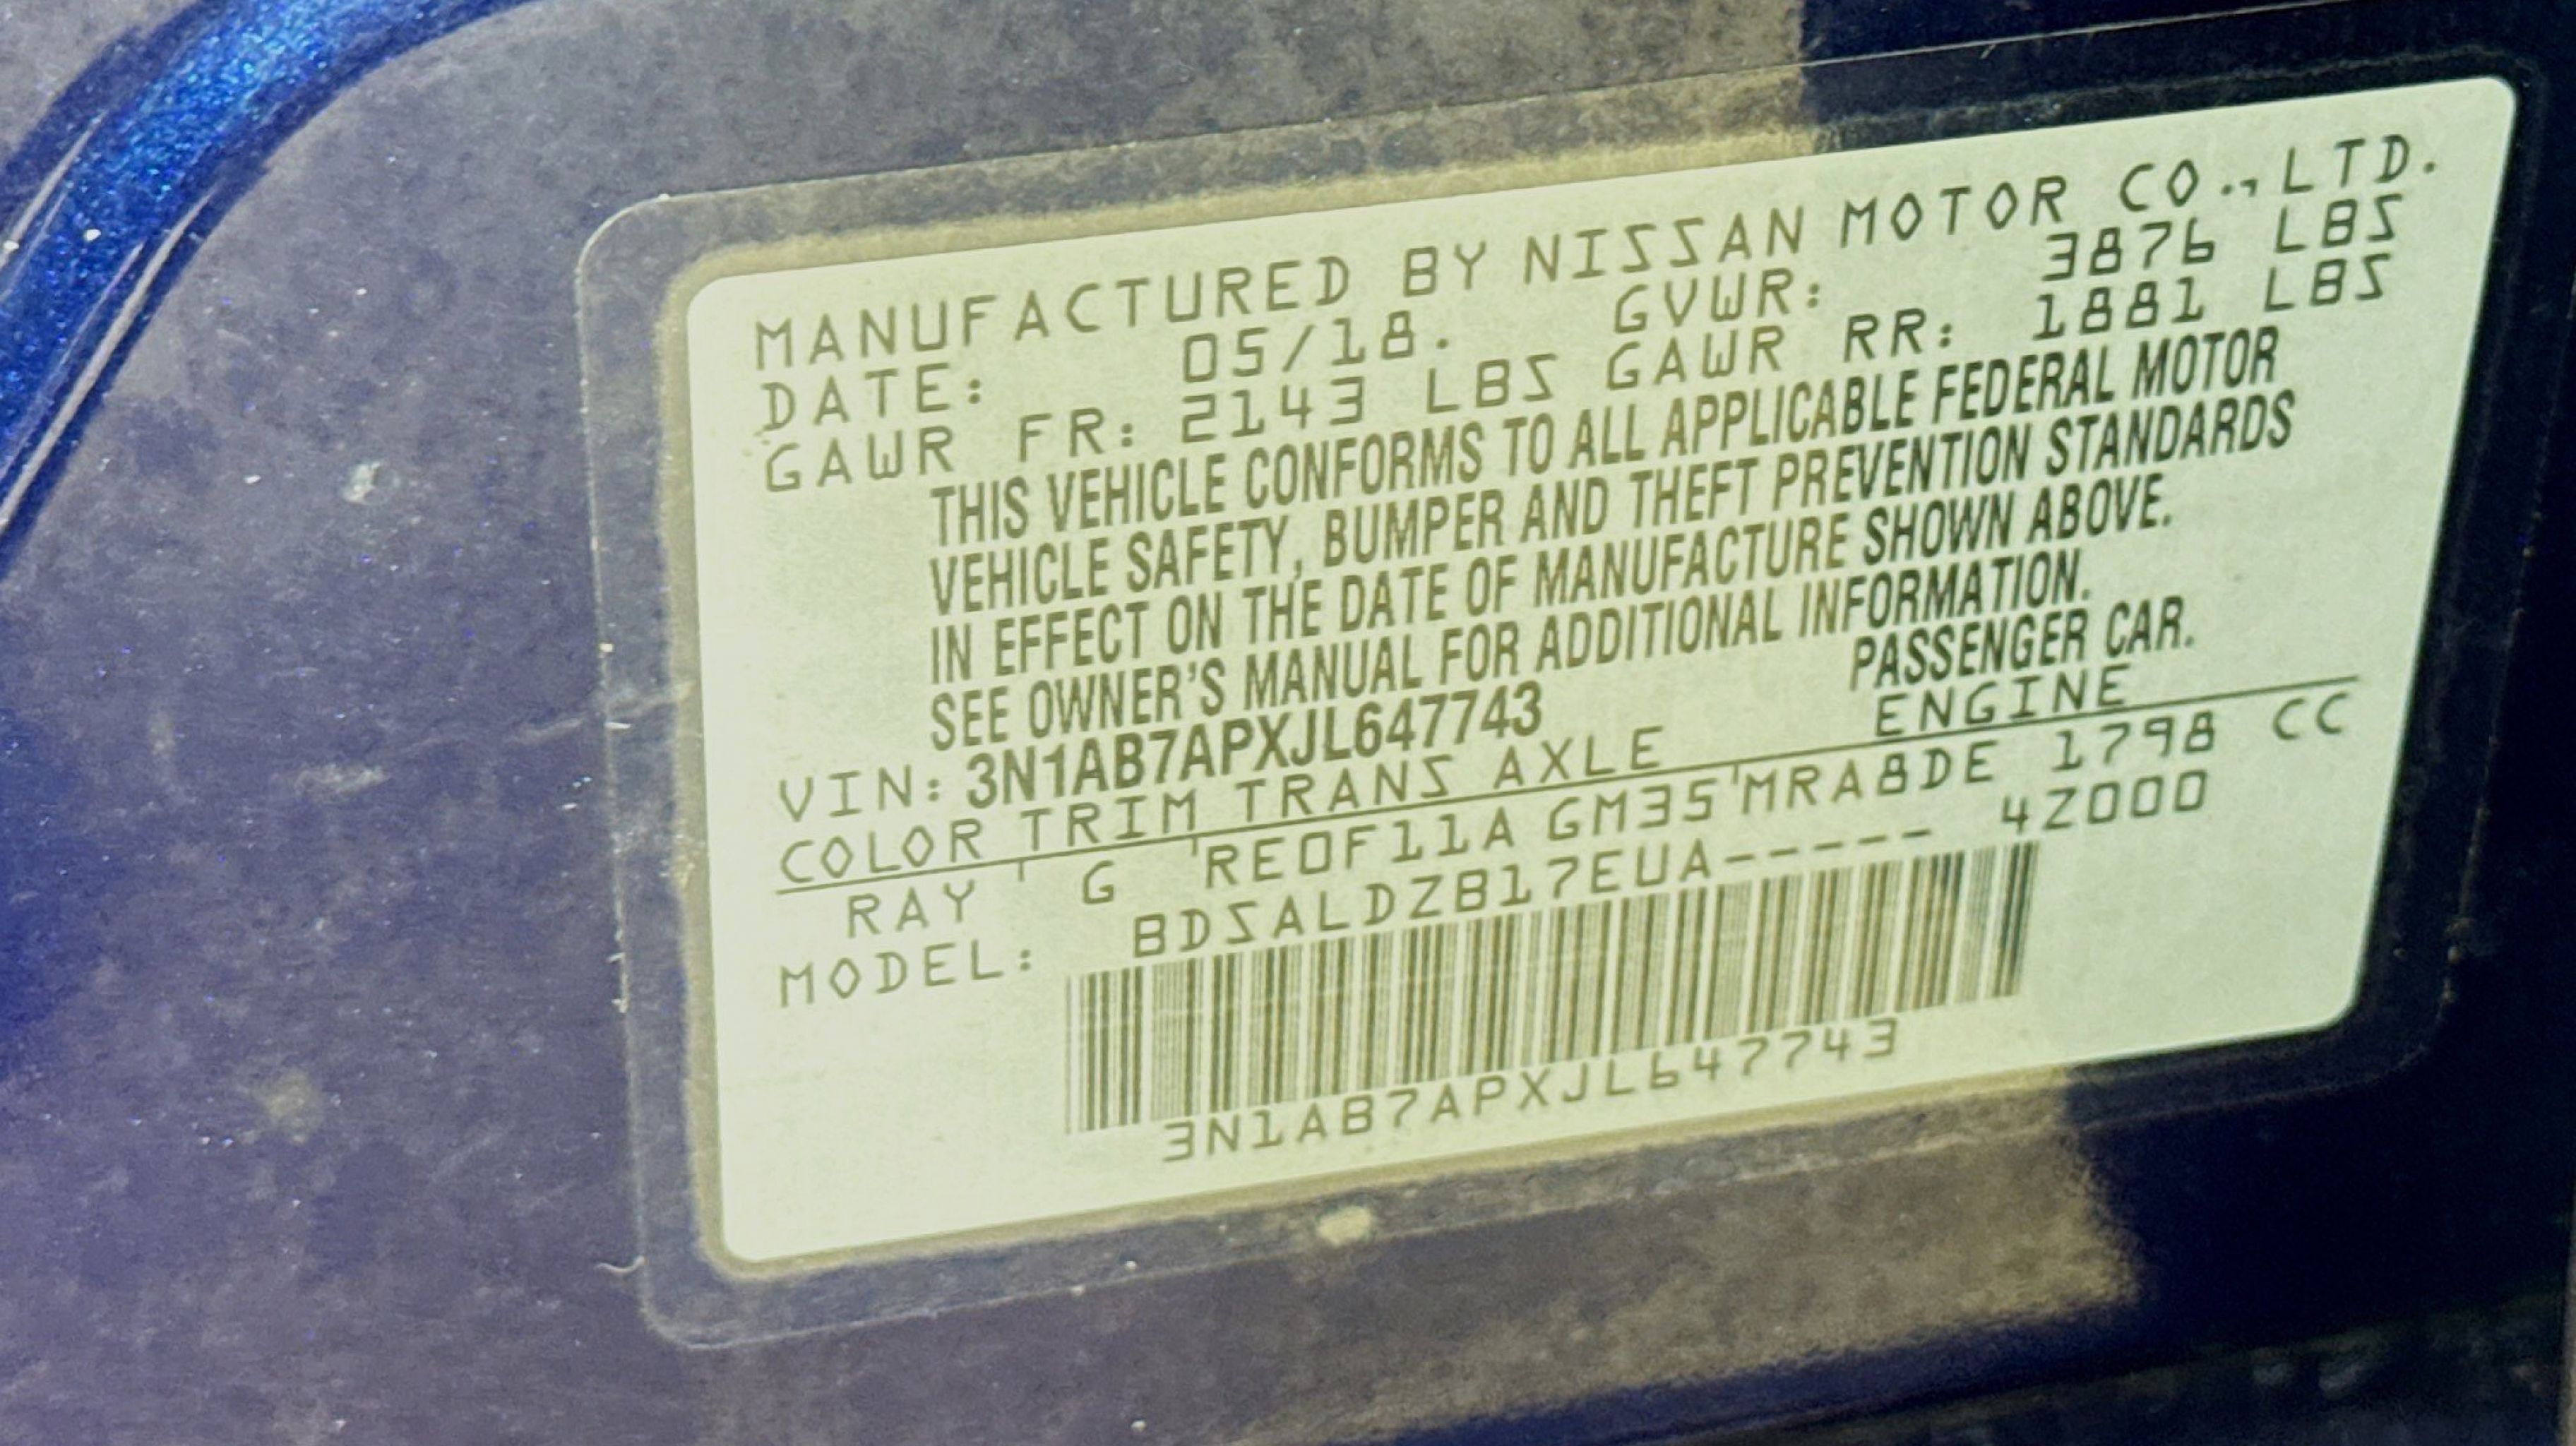 MANUFACTURED BY NISSAN MOTOR CO.,LTD.
DATE: 05/18. GVWR: 3876 LBS
GAWR FR: 2143 LBS GAWR RR: 1881 LBS
THIS VEHICLE CONFORMS TO ALL APPLICABLE FEDERAL MOTOR
VEHICLE SAFETY, BUMPER AND THEFT PREVENTION STANDARDS
IN EFFECT ON THE DATE OF MANUFACTURE SHOWN ABOVE.
SEE OWNER'S MANUAL FOR ADDITIONAL INFORMATION.
VIN: 3N1AB7APXJL647743 PASSENGER CAR.
COLOR TRIM TRANS AXLE ENGINE
RAY G RE0F11A GM35 MRA8DE 1798 CC
MODEL: BDSALDZB17EUA----- 4Z000
3N1AB7APXJL647743